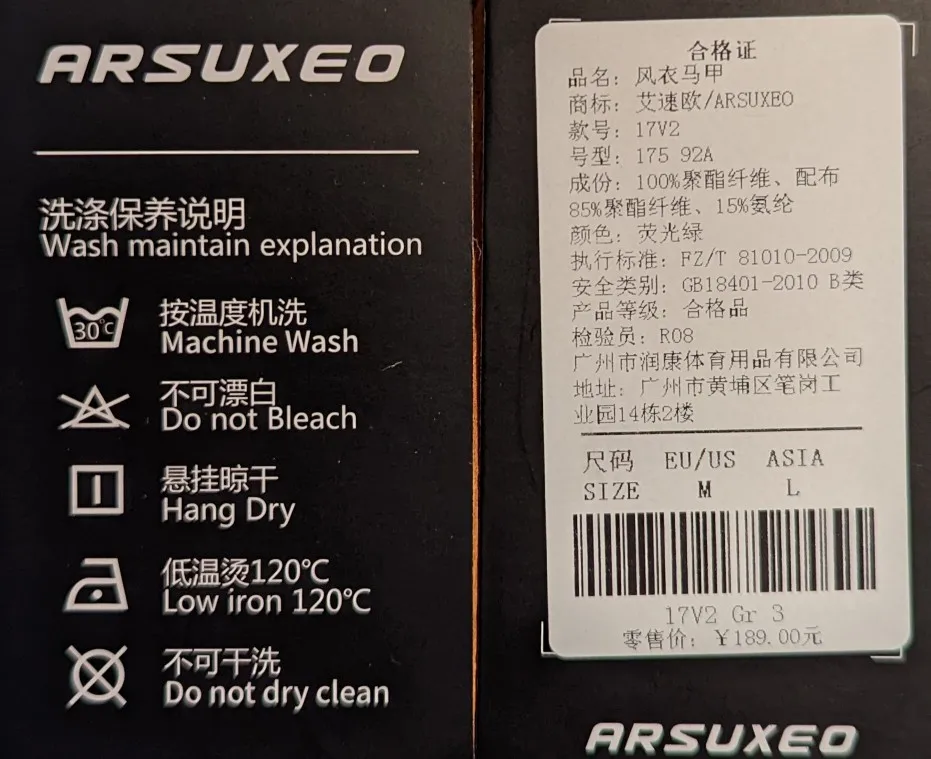 ARSUXEO
洗涤保养说明
Wash maintain explanation
30℃
按温度机洗
Machine Wash
不可漂白
Do not Bleach
悬挂晾干
Hang Dry
低温烫120℃
Low iron 120℃
不可干洗
Do not dry clean
合格证
品名：风衣马甲
商标：艾速欧/ARSUXEO
款号：17V2
号型：175 92A
成份：100%聚酯纤维、配布
85%聚酯纤维、15%氨纶
颜色：荧光绿
执行标准：FZ/T 81010-2009
安全类别：GB18401-2010 B类
产品等级：合格品
检验员：R08
广州市润康体育用品有限公司
地址：广州市黄埔区笔岗工
业园14栋2楼
尺码 EU/US ASIA
SIZE M L
17V2 Gr 3
零售价：￥189.00元
ARSUXEO